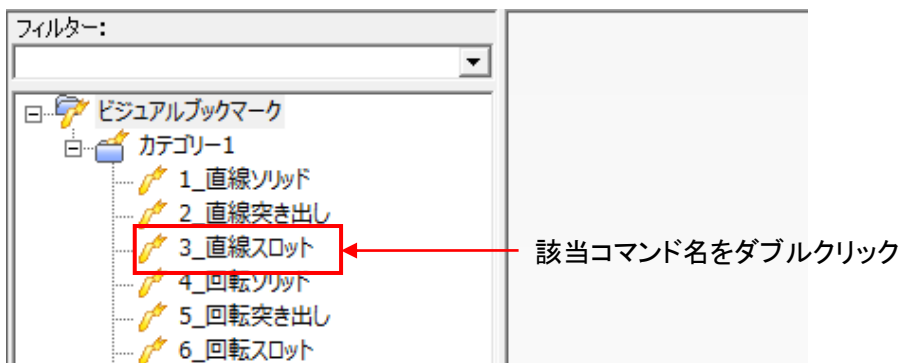 フィルター:
ビジュアルブックマーク
カテゴリー1
1_直線ソリッド
2_直線突き出し
3_直線スロット
該当コマンド名をダブルクリック
4_回転ソリッド
5_回転突き出し
6_回転スロット